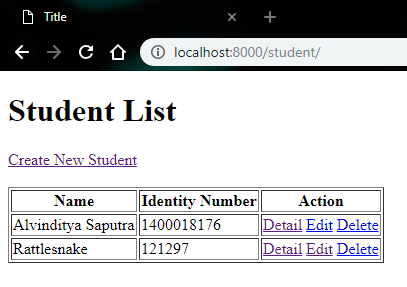 Title
localhost:8000/student/
Student List
Create New Student
Name Identity Number Action
Alvinditya Saputra 1400018176 Detail Edit Delete
Rattlesnake 121297 Detail Edit Delete